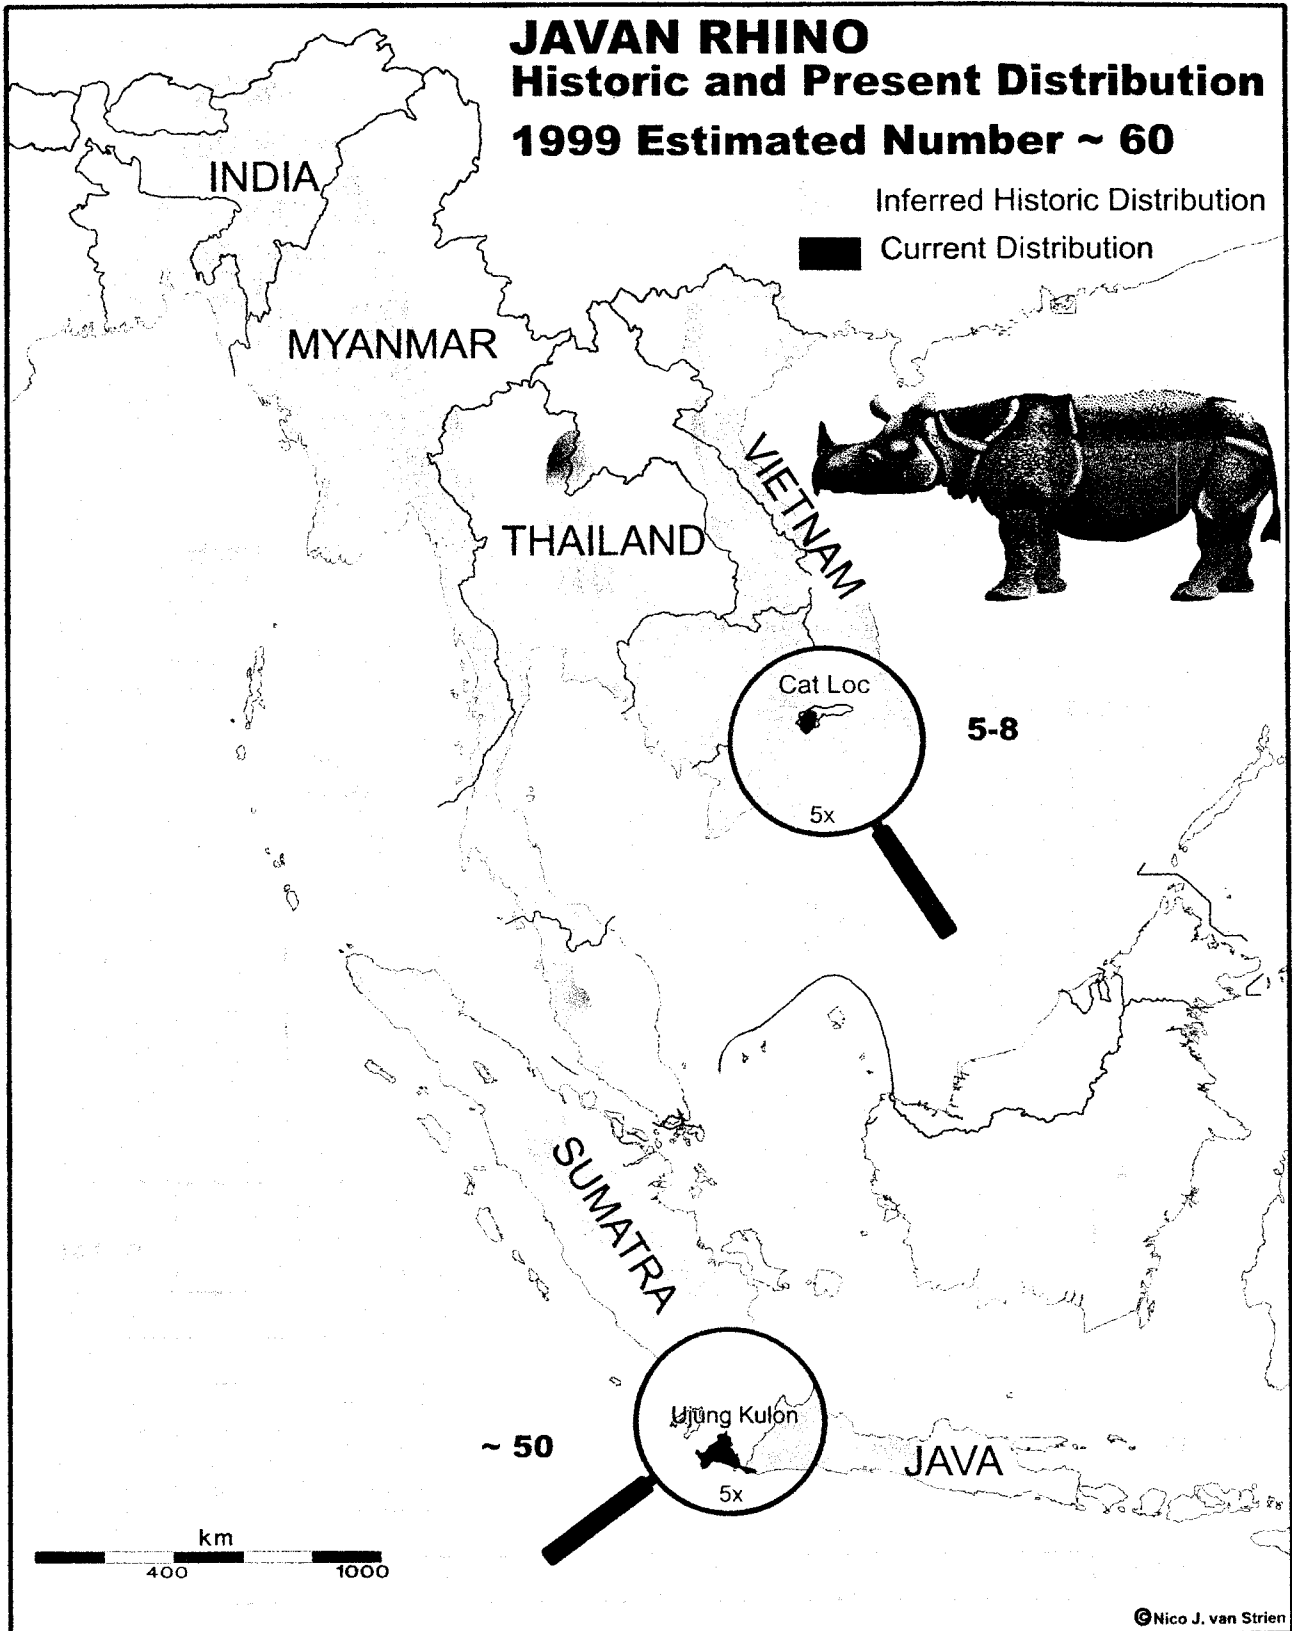 JAVAN RHINO
Historic and Present Distribution
1999 Estimated Number ~ 60
Inferred Historic Distribution
Current Distribution
INDIA
MYANMAR
VIETNAM
THAILAND
Cat Loc
5-8
5x
SUMATRA
Ujung Kulon
~ 50
JAVA
5x
km
400
1000
©Nico J. van Strien